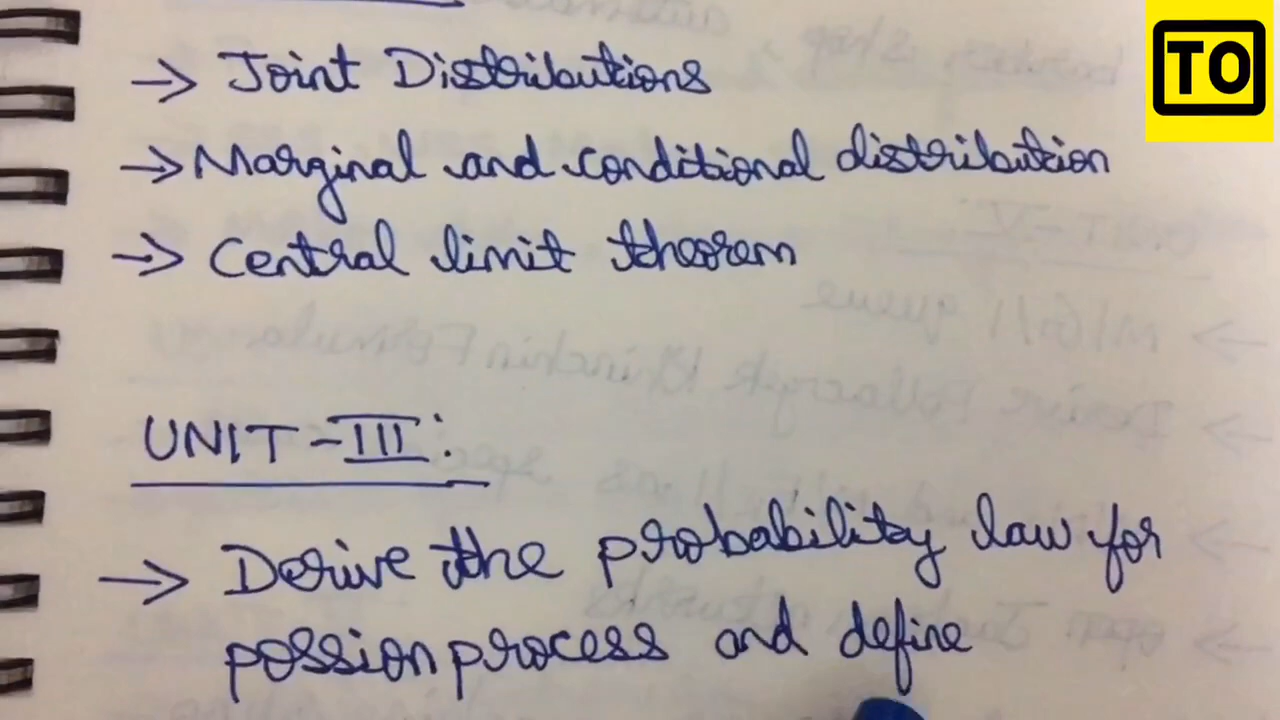 TO
→ Joint Distributions
→ Marginal and conditional distribution
→ Central limit theorem
UNIT-III:
→ Derive the probability law for
possion process and define